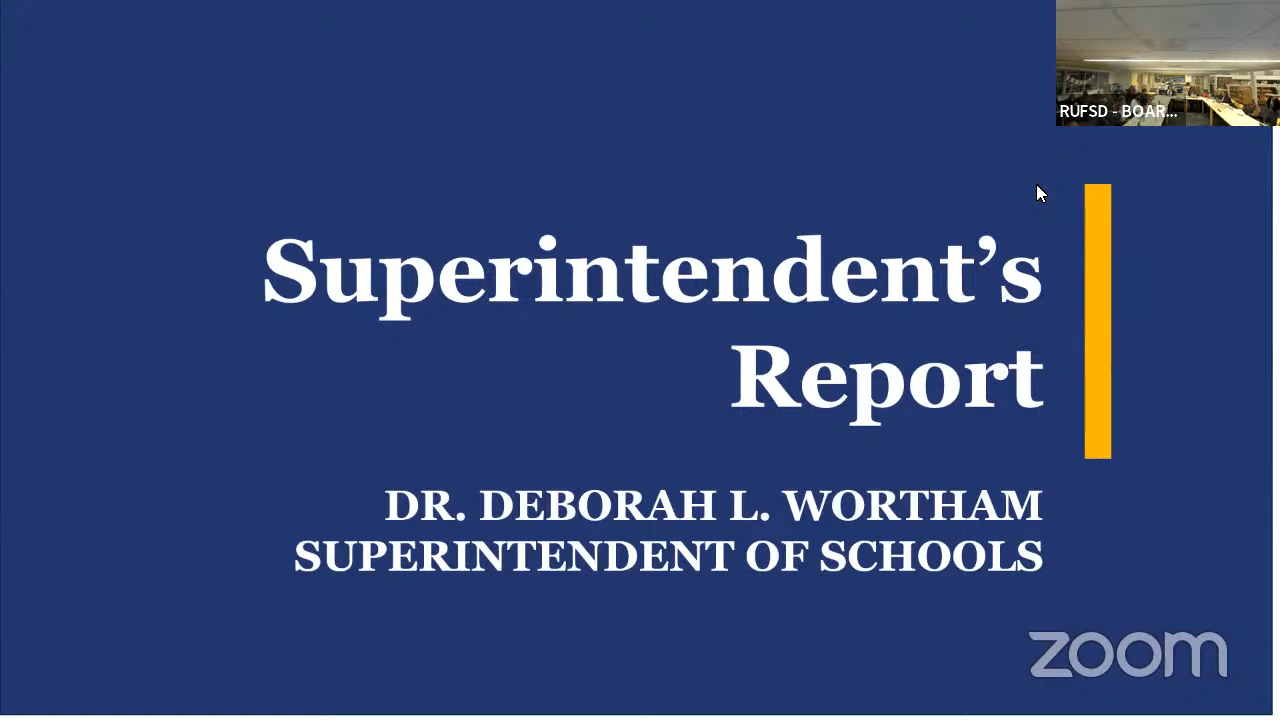 RUFSD - BOAR...
Superintendent’s
Report
DR. DEBORAH L. WORTHAM
SUPERINTENDENT OF SCHOOLS
zoom